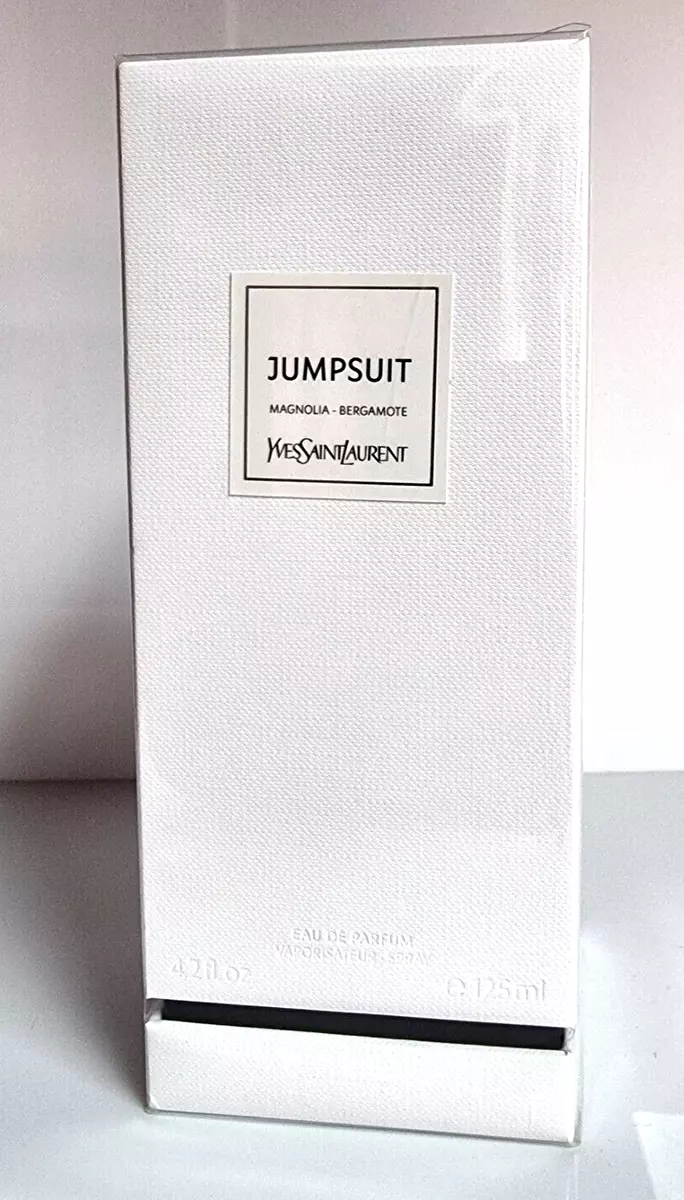 JUMPSUIT
MAGNOLIA - BERGAMOTE
YVESSAINTLAURENT
EAU DE PARFUM
VAPORISATEUR - SPRAY
4.2 fl.oz
e 125 ml